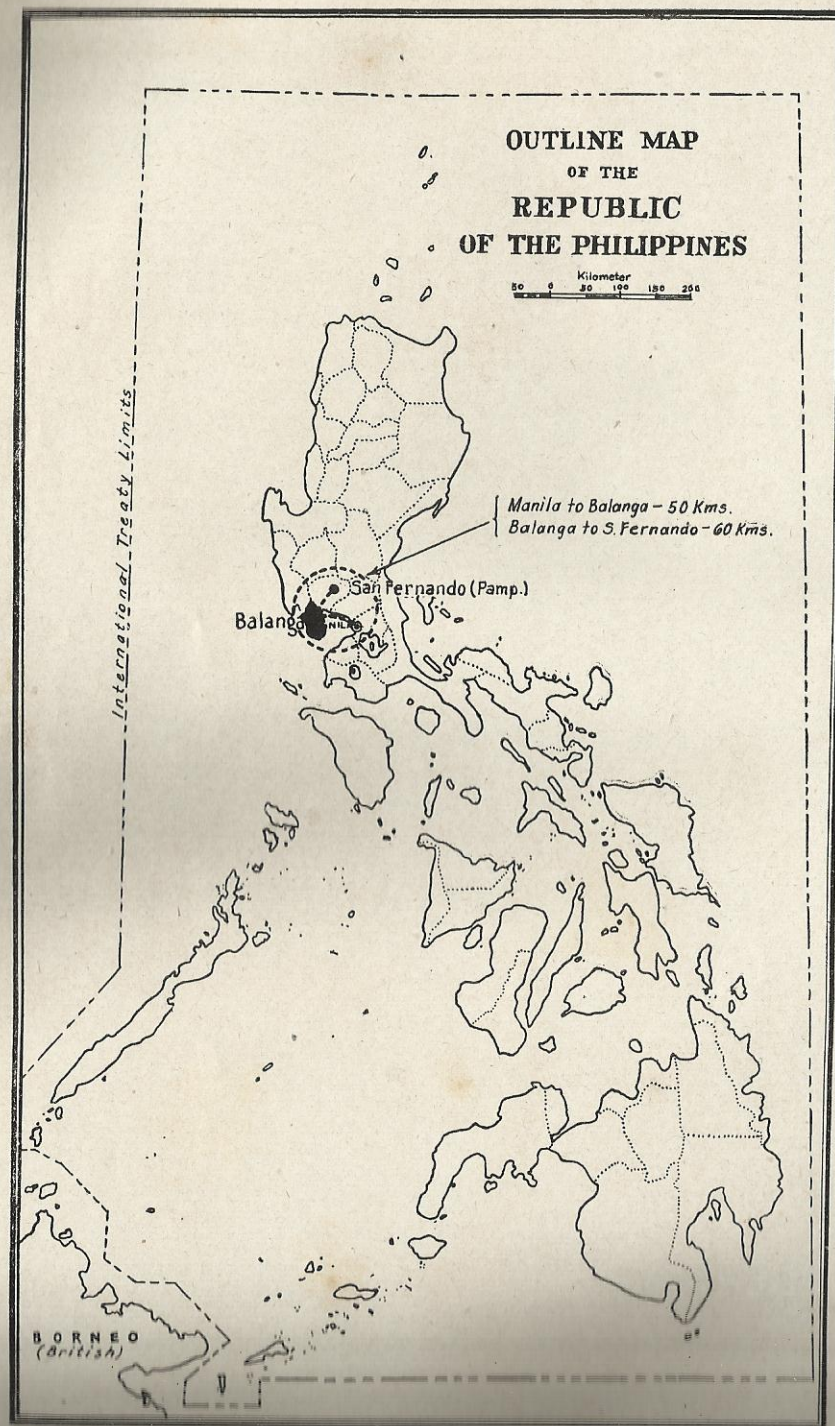 OUTLINE MAP
OF THE
REPUBLIC
OF THE PHILIPPINES
Kilometer
50 0 50 100 150 200
International Treaty Limits
Manila to Balanga – 50 Kms.
Balanga to S. Fernando – 60 Kms.
San Fernando (Pamp.)
Balanga
BORNEO
(British)